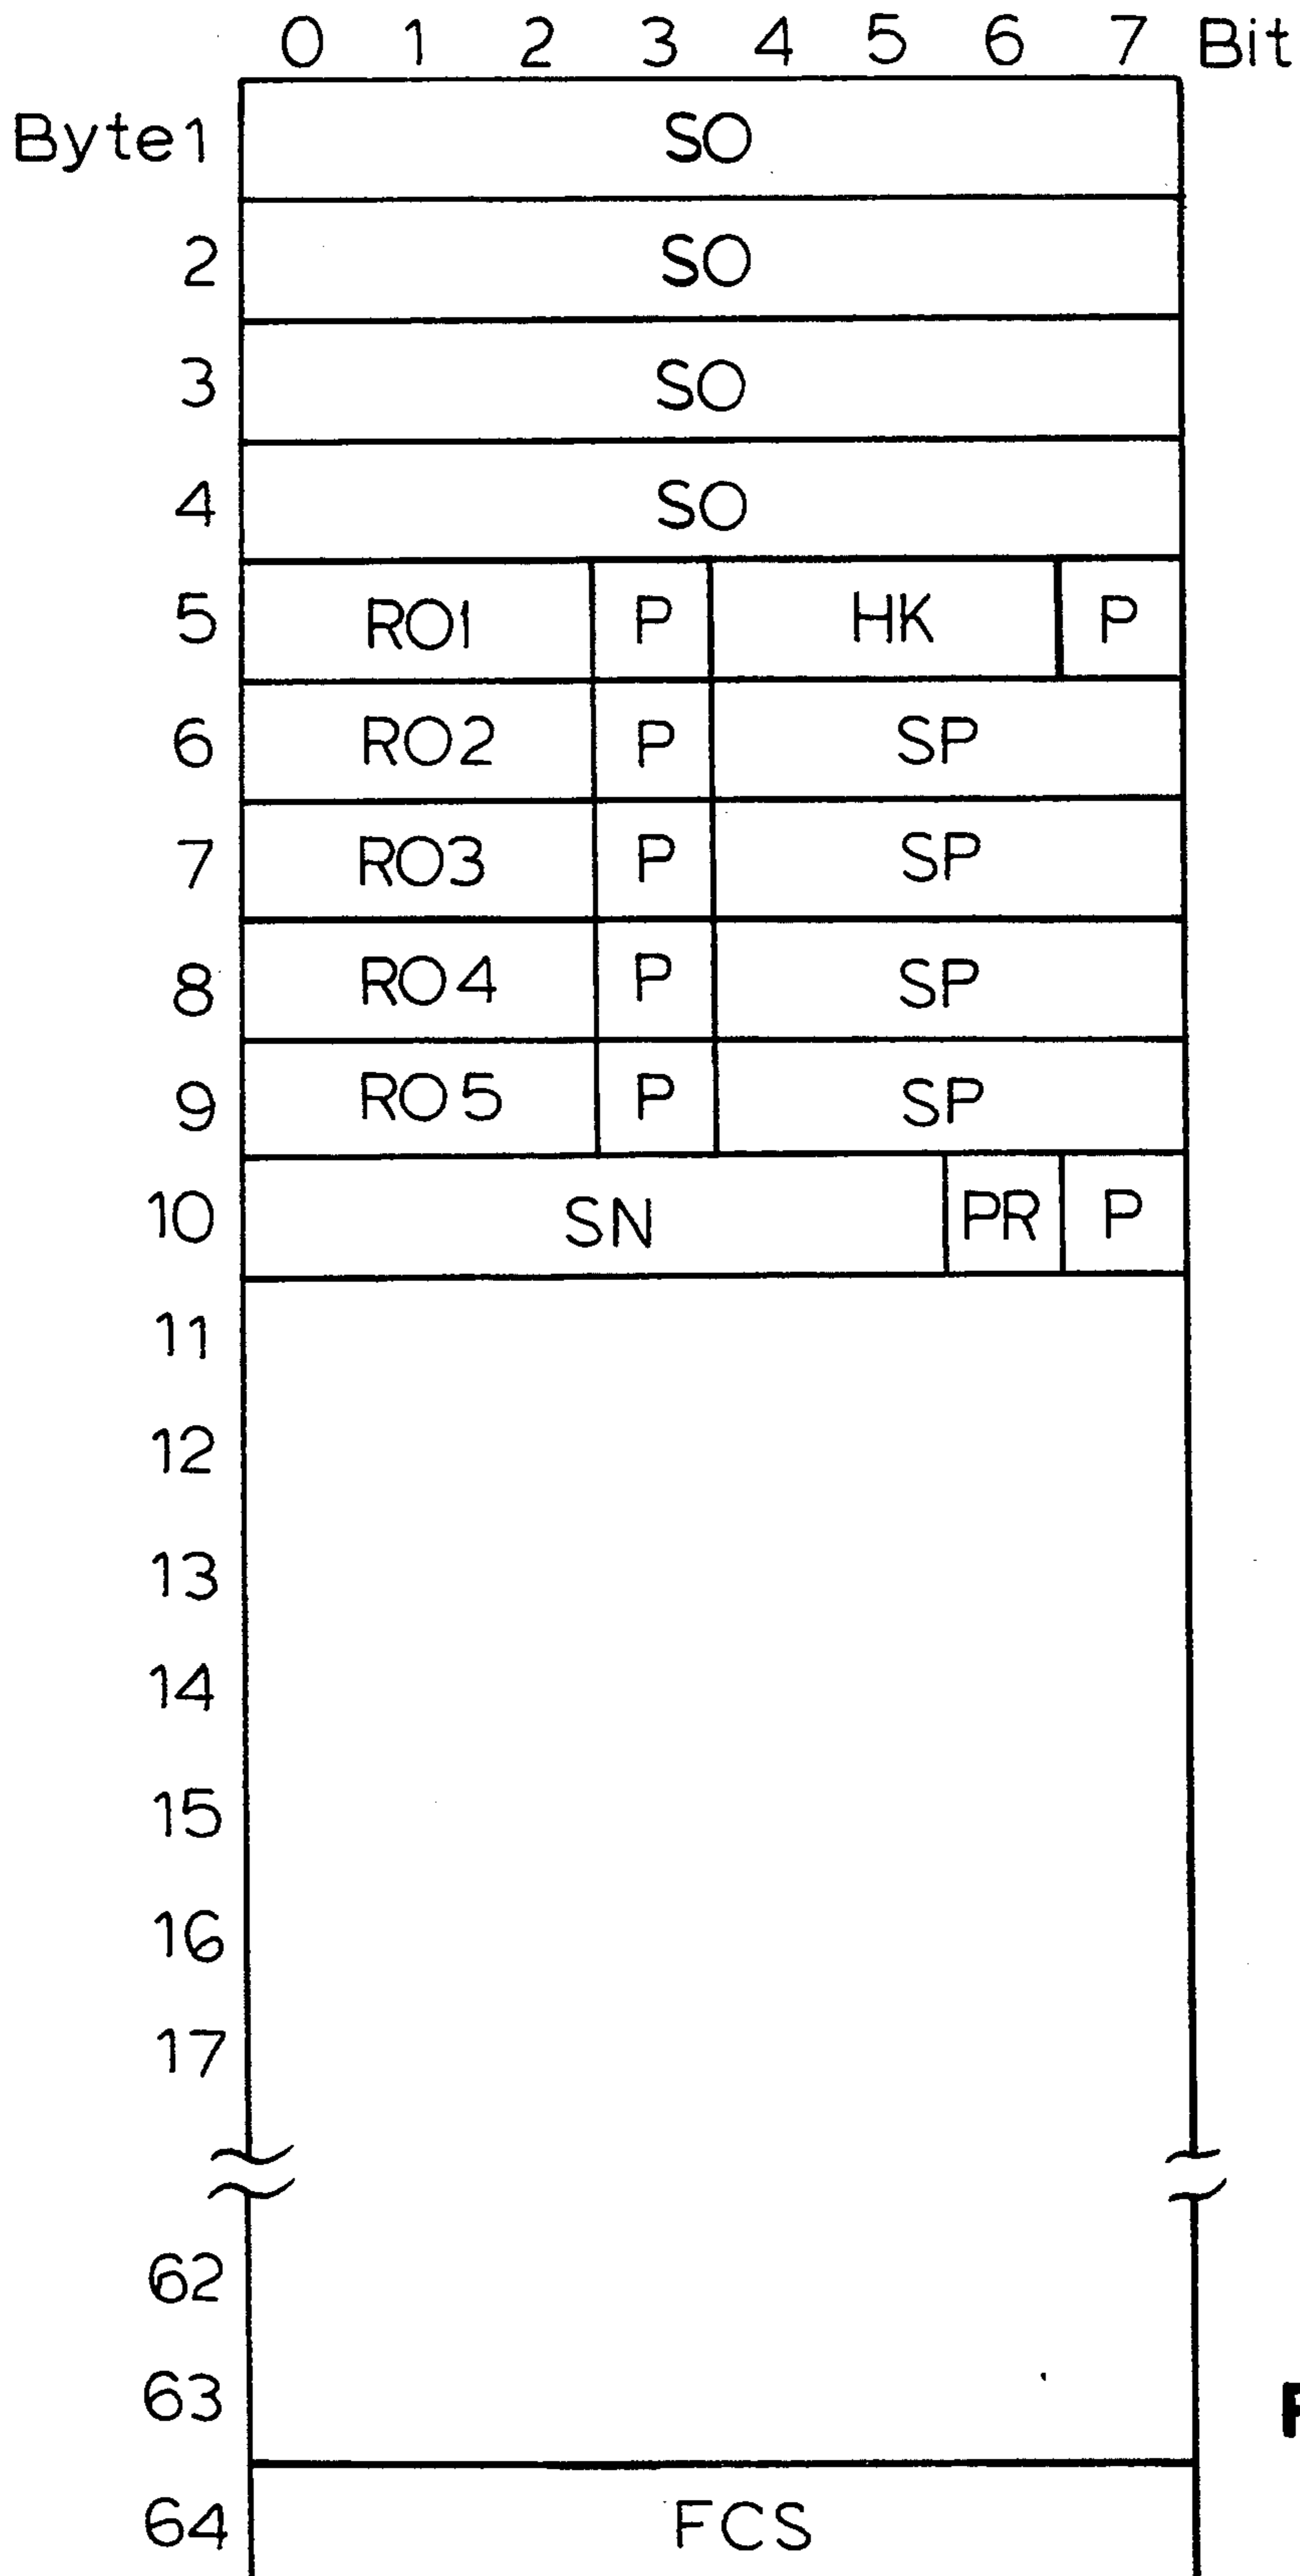 0 1 2 3 4 5 6 7 Bit
Byte1 SO
2 SO
3 SO
4 SO
5 RO1 P HK P
6 RO2 P SP
7 RO3 P SP
8 RO4 P SP
9 RO5 P SP
10 SN PR P
11
12
13
14
15
16
17
62
63
64 FCS